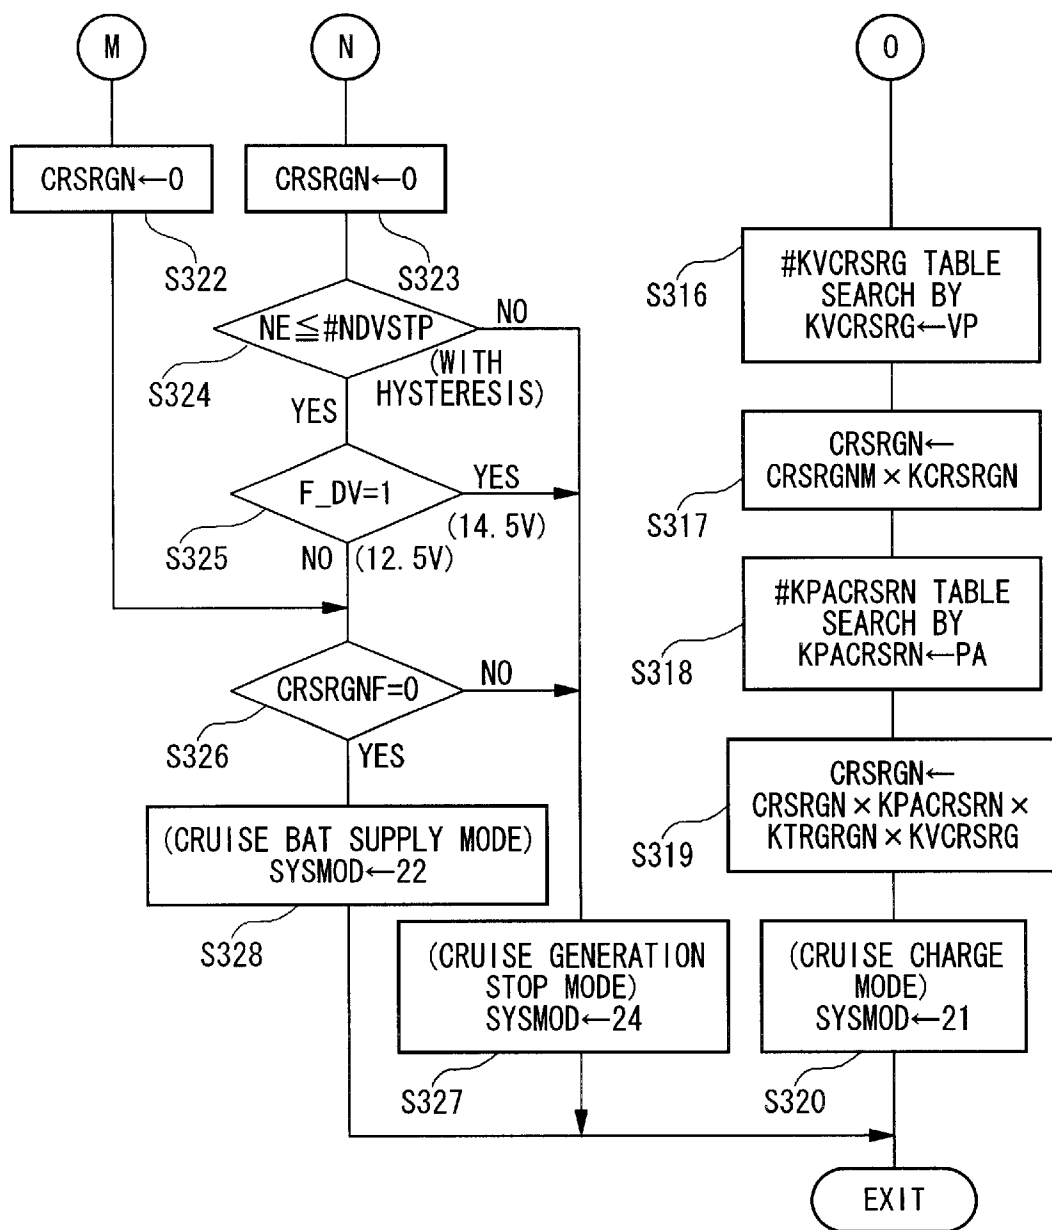 M
N
O
CRSRGN←0
CRSRGN←0
S322
S323
NE≦#NDVSTP
NO
(WITH
HYSTERESIS)
S324
YES
F_DV=1
YES
(14.5V)
S325
NO
(12.5V)
CRSRGNF=0
NO
S326
YES
(CRUISE BAT SUPPLY MODE)
SYSMOD←22
S328
(CRUISE GENERATION
STOP MODE)
SYSMOD←24
S327
#KVCRSRG TABLE
SEARCH BY
KVCRSRG←VP
S316
CRSRGN←
CRSRGNM×KCRSRGN
S317
#KPACRSRN TABLE
SEARCH BY
KPACRSRN←PA
S318
CRSRGN←
CRSRGN×KPACRSRN×
KTRGRGN×KVCRSRG
S319
(CRUISE CHARGE
MODE)
SYSMOD←21
S320
EXIT